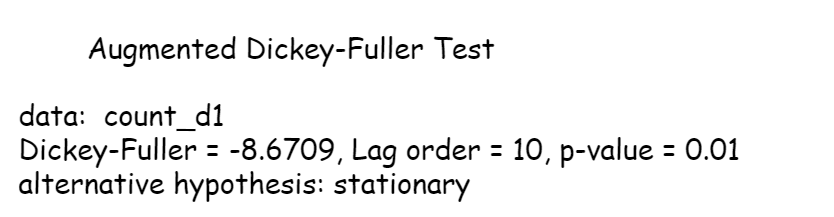 Augmented Dickey-Fuller Test
data:  count_d1
Dickey-Fuller = -8.6709, Lag order = 10, p-value = 0.01
alternative hypothesis: stationary